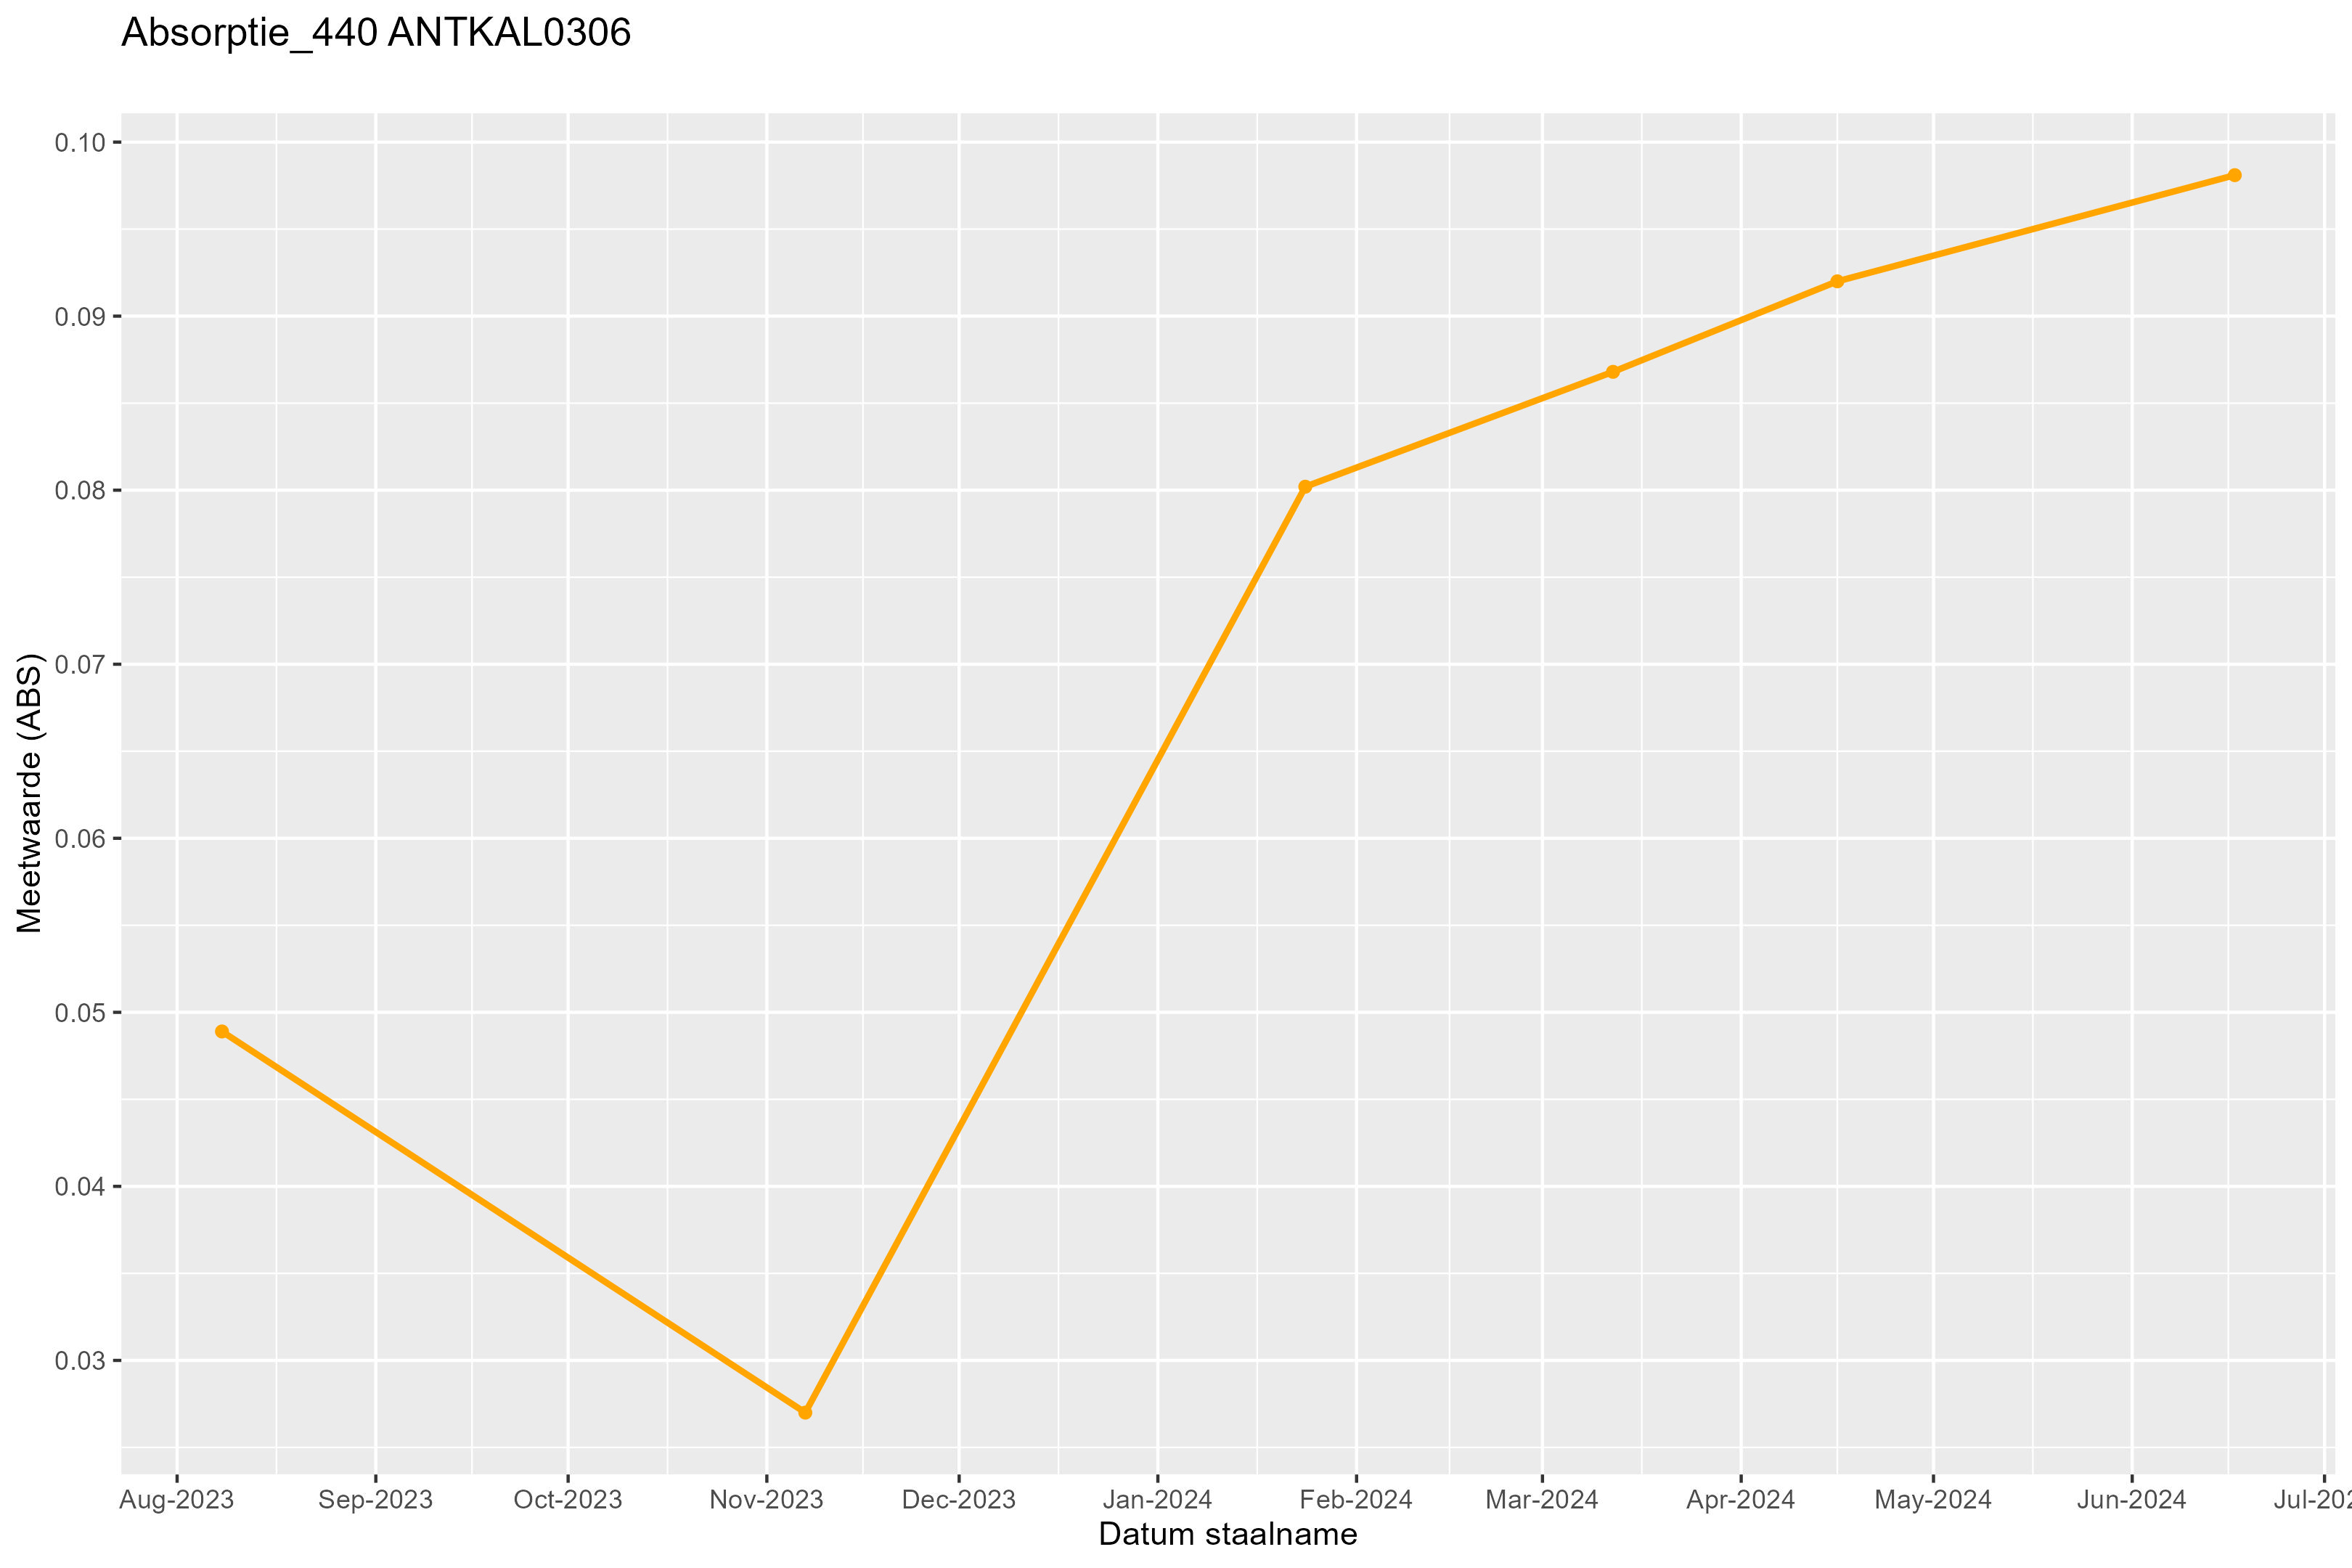 Absorptie_440 ANTKAL0306
0.10
0.09
0.08
0.07
0.06
0.05
0.04
0.03
Meetwaarde (ABS)
Aug-2023 Sep-2023 Oct-2023 Nov-2023 Dec-2023 Jan-2024 Feb-2024 Mar-2024 Apr-2024 May-2024 Jun-2024 Jul-202
Datum staalname